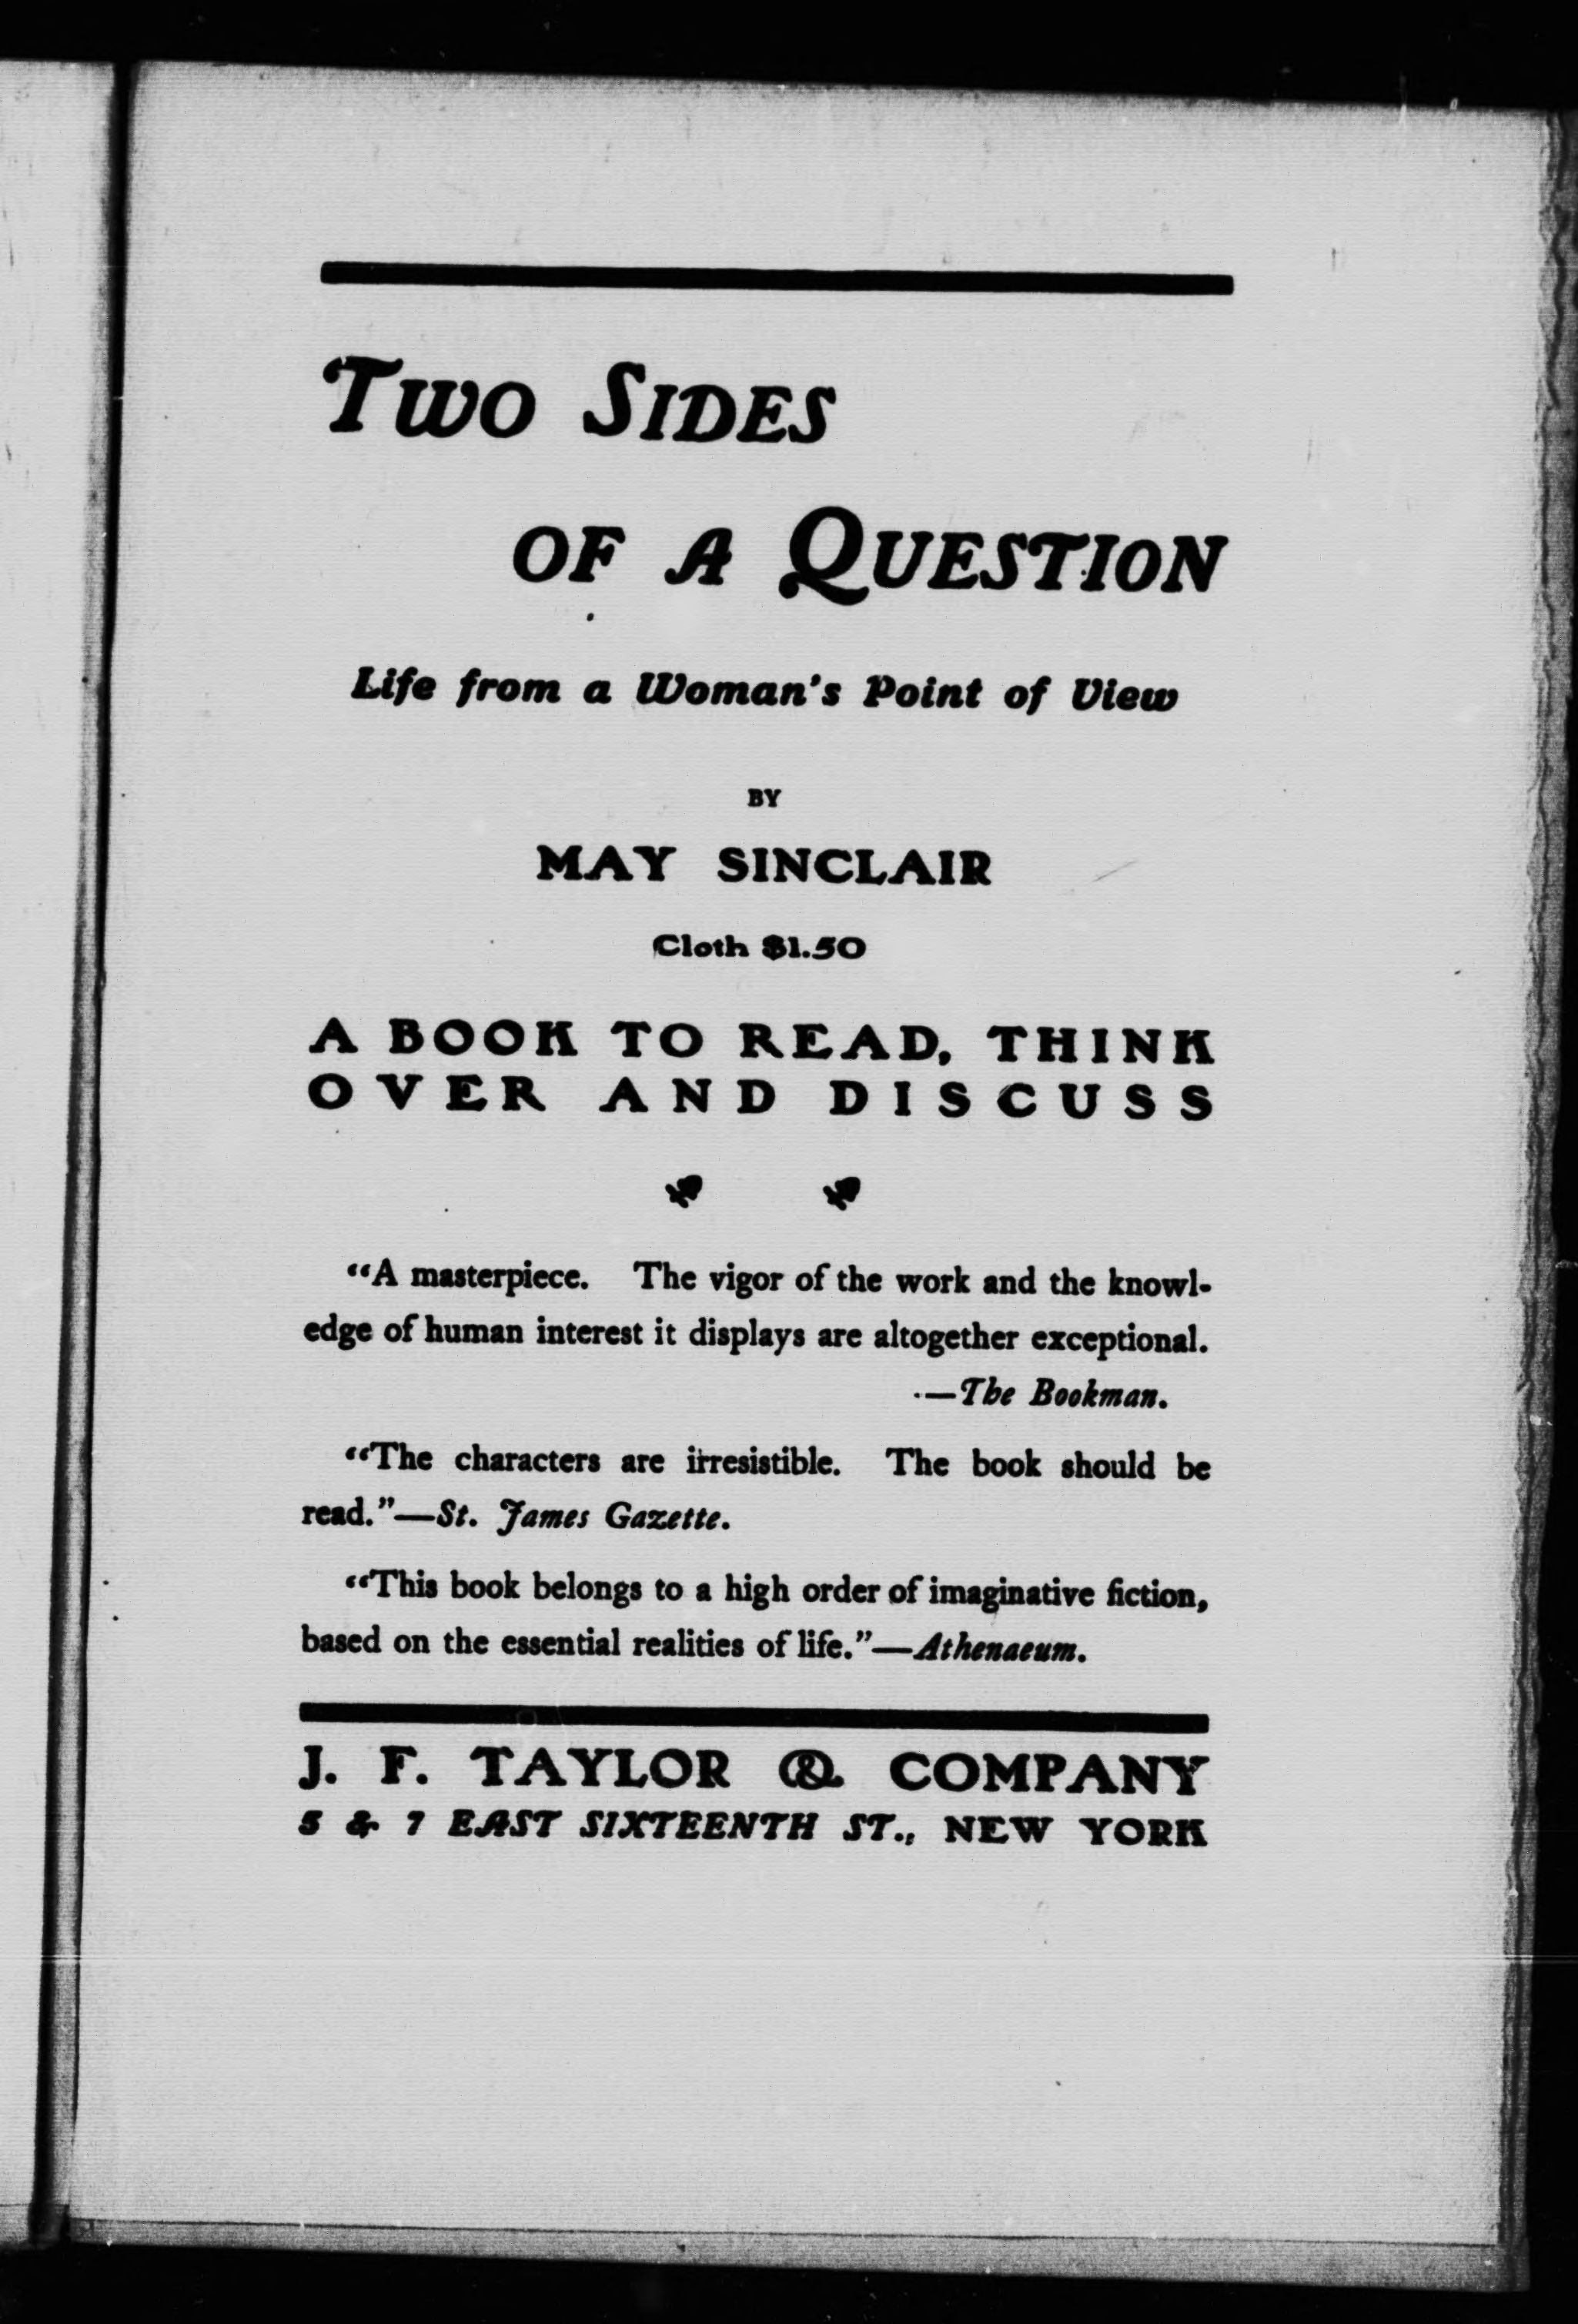 TWO SIDES
OF A QUESTION
Life from a Woman's Point of View
BY
MAY SINCLAIR
Cloth $1.50
A BOOK TO READ, THINK
OVER AND DISCUSS
“A masterpiece. The vigor of the work and the knowl-
edge of human interest it displays are altogether exceptional.
—The Bookman.
“The characters are irresistible. The book should be
read.”—St. James Gazette.
“This book belongs to a high order of imaginative fiction,
based on the essential realities of life.”—Athenaeum.
J. F. TAYLOR & COMPANY
5 & 7 EAST SIXTEENTH ST., NEW YORK